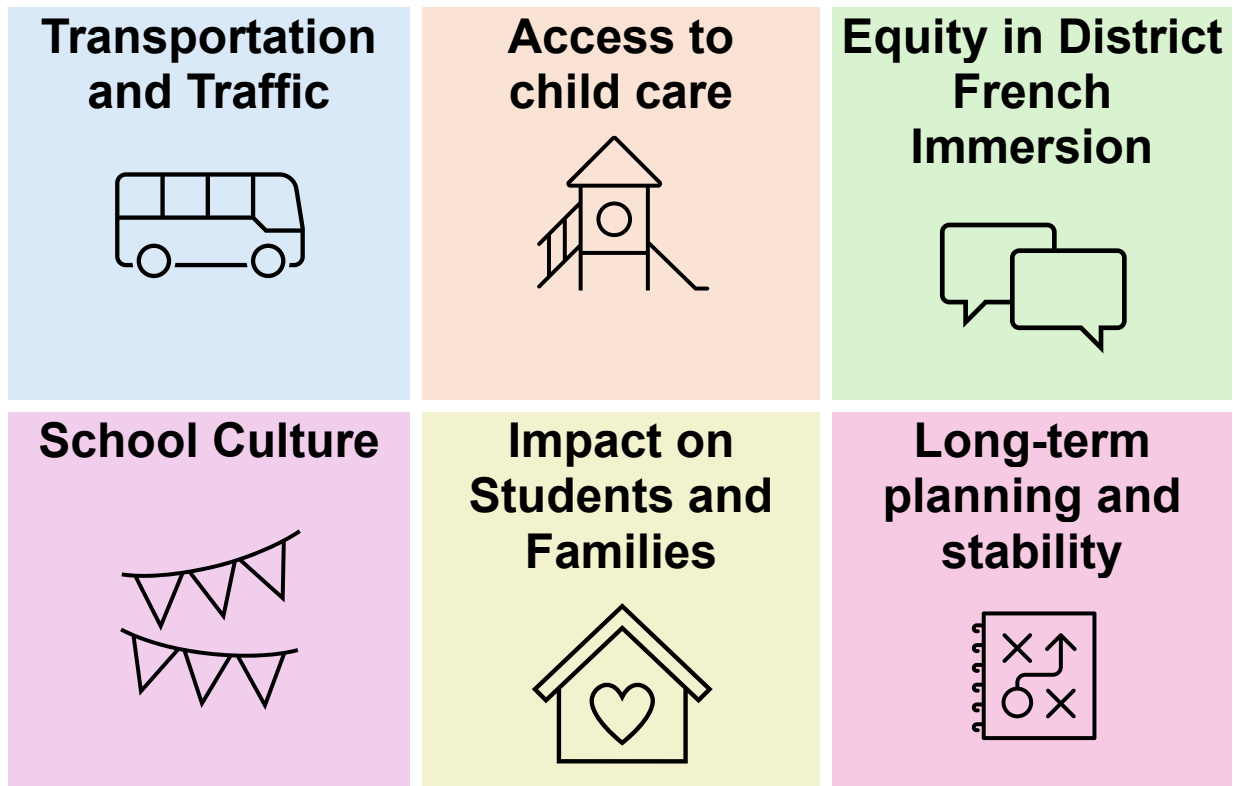 Transportation
and Traffic
Access to
child care
Equity in District
French
Immersion
School Culture
Impact on
Students and
Families
Long-term
planning and
stability